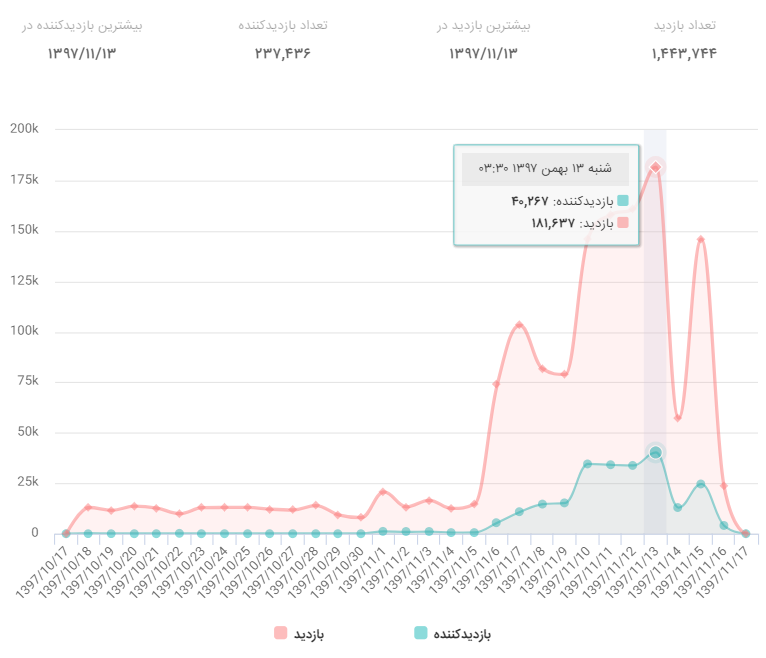 تعداد بازدید
بیشترین بازدید در
تعداد بازدیدکننده
بیشترین بازدیدکننده در
۱,۴۴۳,۷۴۴
۱۳۹۷/۱۱/۱۳
۲۳۷,۴۳۶
۱۳۹۷/۱۱/۱۳
200k
175k
150k
125k
100k
75k
50k
25k
0
شنبه ۱۳ بهمن ۱۳۹۷ ۰۳:۳۰
بازدیدکننده: ۴۰,۲۶۷
بازدید: ۱۸۱,۶۳۷
1397/10/17
1397/10/18
1397/10/19
1397/10/20
1397/10/21
1397/10/22
1397/10/23
1397/10/24
1397/10/25
1397/10/26
1397/10/27
1397/10/28
1397/10/29
1397/10/30
1397/11/1
1397/11/2
1397/11/3
1397/11/4
1397/11/5
1397/11/6
1397/11/7
1397/11/8
1397/11/9
1397/11/10
1397/11/11
1397/11/12
1397/11/13
1397/11/14
1397/11/15
1397/11/16
1397/11/17
بازدیدکننده
بازدید